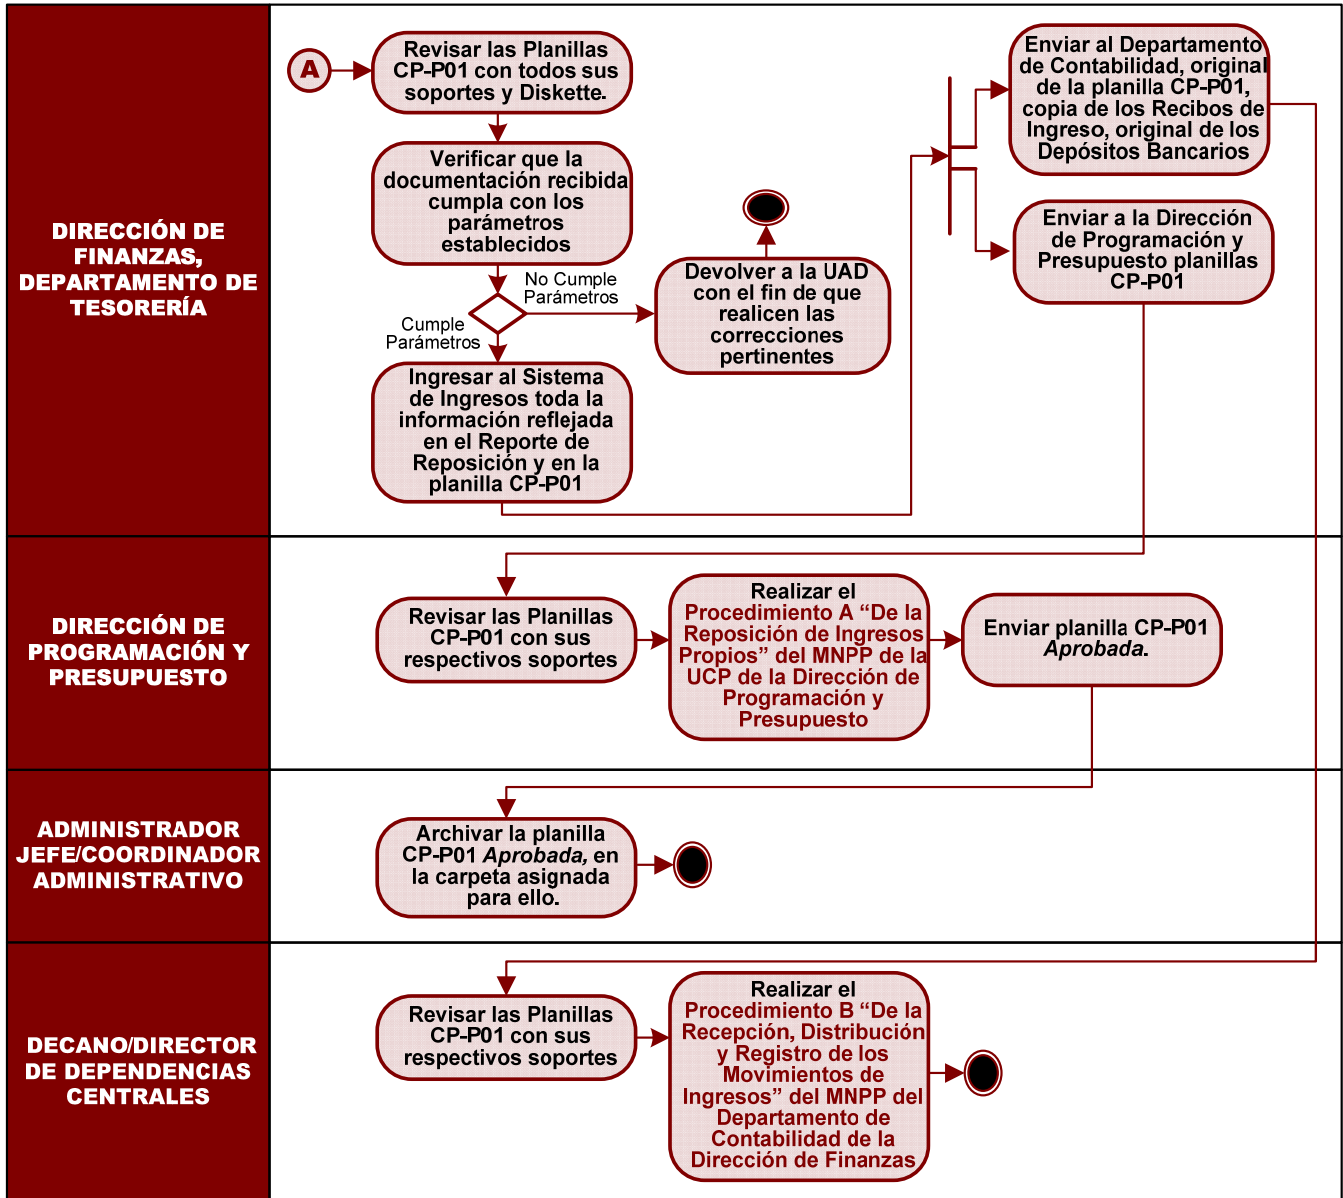 DIRECCIÓN DE
FINANZAS,
DEPARTAMENTO DE
TESORERÍA
A
Revisar las Planillas
CP-P01 con todos sus
soportes y Diskette.
Verificar que la
documentación recibida
cumpla con los
parámetros
establecidos
No Cumple
Parámetros
Cumple
Parámetros
Devolver a la UAD
con el fin de que
realicen las
correcciones
pertinentes
Ingresar al Sistema
de Ingresos toda la
información reflejada
en el Reporte de
Reposición y en la
planilla CP-P01
Enviar al Departamento
de Contabilidad, original
de la planilla CP-P01,
copia de los Recibos de
Ingreso, original de los
Depósitos Bancarios
Enviar a la Dirección
de Programación y
Presupuesto planillas
CP-P01
DIRECCIÓN DE
PROGRAMACIÓN Y
PRESUPUESTO
Revisar las Planillas
CP-P01 con sus
respectivos soportes
Realizar el
Procedimiento A “De la
Reposición de Ingresos
Propios” del MNPP de la
UCP de la Dirección de
Programación y
Presupuesto
Enviar planilla CP-P01
Aprobada.
ADMINISTRADOR
JEFE/COORDINADOR
ADMINISTRATIVO
Archivar la planilla
CP-P01 Aprobada, en
la carpeta asignada
para ello.
DECANO/DIRECTOR
DE DEPENDENCIAS
CENTRALES
Revisar las Planillas
CP-P01 con sus
respectivos soportes
Realizar el
Procedimiento B “De la
Recepción, Distribución
y Registro de los
Movimientos de
Ingresos” del MNPP del
Departamento de
Contabilidad de la
Dirección de Finanzas